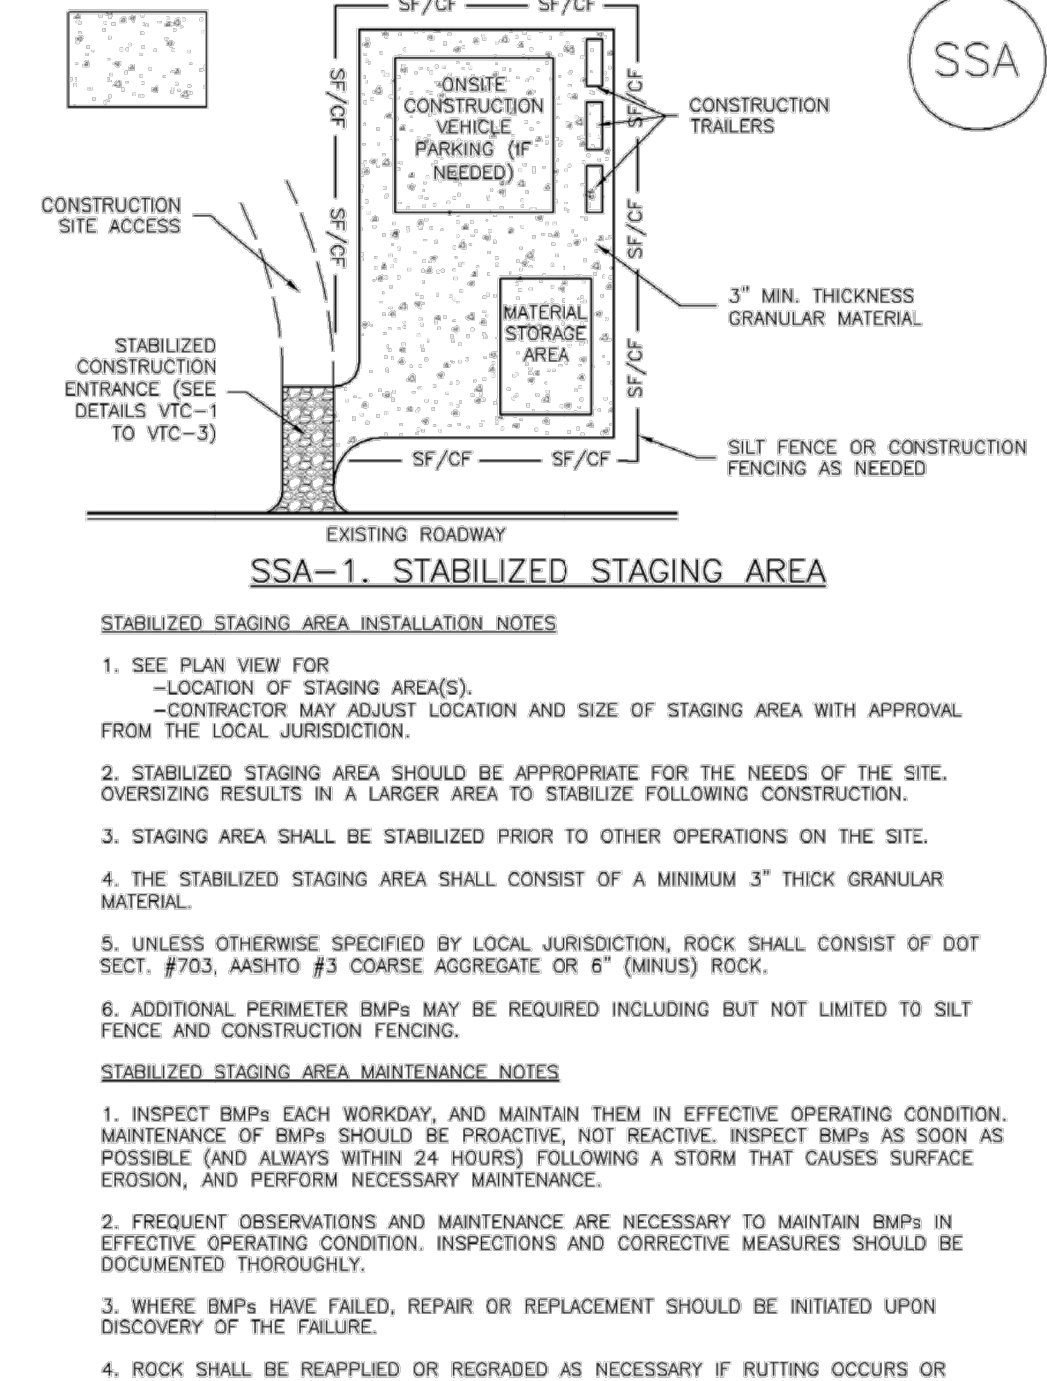 SF/CF
SF/CF
SSA
SF/CF
SF/CF
ONSITE
CONSTRUCTION
VEHICLE
PARKING (IF
NEEDED)
CONSTRUCTION
TRAILERS
CONSTRUCTION
SITE ACCESS
SF/CF
SF/CF
3" MIN. THICKNESS
GRANULAR MATERIAL
MATERIAL
STORAGE
AREA
STABILIZED
CONSTRUCTION
ENTRANCE (SEE
DETAILS VTC-1
TO VTC-3)
SF/CF
SILT FENCE OR CONSTRUCTION
FENCING AS NEEDED
SF/CF
SF/CF
EXISTING ROADWAY
SSA-1. STABILIZED STAGING AREA
STABILIZED STAGING AREA INSTALLATION NOTES
1. SEE PLAN VIEW FOR
-LOCATION OF STAGING AREA(S).
-CONTRACTOR MAY ADJUST LOCATION AND SIZE OF STAGING AREA WITH APPROVAL
FROM THE LOCAL JURISDICTION.
2. STABILIZED STAGING AREA SHOULD BE APPROPRIATE FOR THE NEEDS OF THE SITE.
OVERSIZING RESULTS IN A LARGER AREA TO STABILIZE FOLLOWING CONSTRUCTION.
3. STAGING AREA SHALL BE STABILIZED PRIOR TO OTHER OPERATIONS ON THE SITE.
4. THE STABILIZED STAGING AREA SHALL CONSIST OF A MINIMUM 3" THICK GRANULAR
MATERIAL.
5. UNLESS OTHERWISE SPECIFIED BY LOCAL JURISDICTION, ROCK SHALL CONSIST OF DOT
SECT. #703, AASHTO #3 COARSE AGGREGATE OR 6" (MINUS) ROCK.
6. ADDITIONAL PERIMETER BMPs MAY BE REQUIRED INCLUDING BUT NOT LIMITED TO SILT
FENCE AND CONSTRUCTION FENCING.
STABILIZED STAGING AREA MAINTENANCE NOTES
1. INSPECT BMPs EACH WORKDAY, AND MAINTAIN THEM IN EFFECTIVE OPERATING CONDITION.
MAINTENANCE OF BMPs SHOULD BE PROACTIVE, NOT REACTIVE. INSPECT BMPs AS SOON AS
POSSIBLE (AND ALWAYS WITHIN 24 HOURS) FOLLOWING A STORM THAT CAUSES SURFACE
EROSION, AND PERFORM NECESSARY MAINTENANCE.
2. FREQUENT OBSERVATIONS AND MAINTENANCE ARE NECESSARY TO MAINTAIN BMPs IN
EFFECTIVE OPERATING CONDITION. INSPECTIONS AND CORRECTIVE MEASURES SHOULD BE
DOCUMENTED THOROUGHLY.
3. WHERE BMPs HAVE FAILED, REPAIR OR REPLACEMENT SHOULD BE INITIATED UPON
DISCOVERY OF THE FAILURE.
4. ROCK SHALL BE REAPPLIED OR REGRADED AS NECESSARY IF RUTTING OCCURS OR